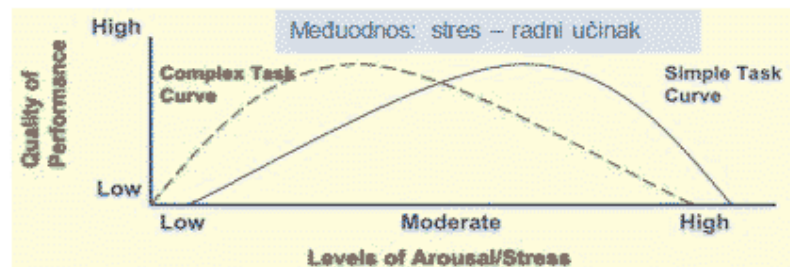 High
Međuodnos: stres – radni učinak
Complex Task
Curve
Simple Task
Curve
Quality of
Performance
Low
Low
Moderate
High
Levels of Arousal/Stress